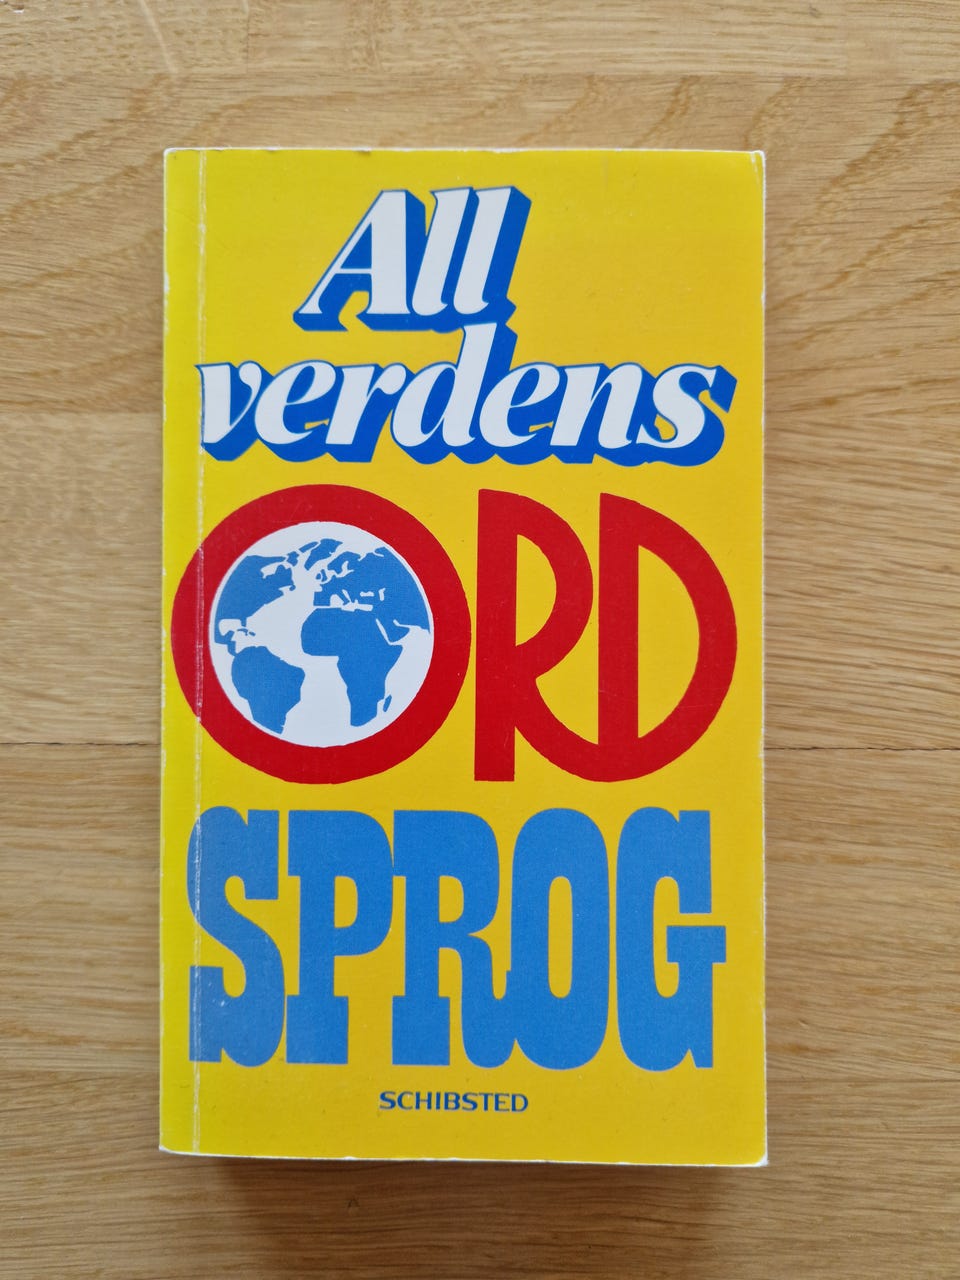 All
verdens
ORD
SPROG
SCHIBSTED